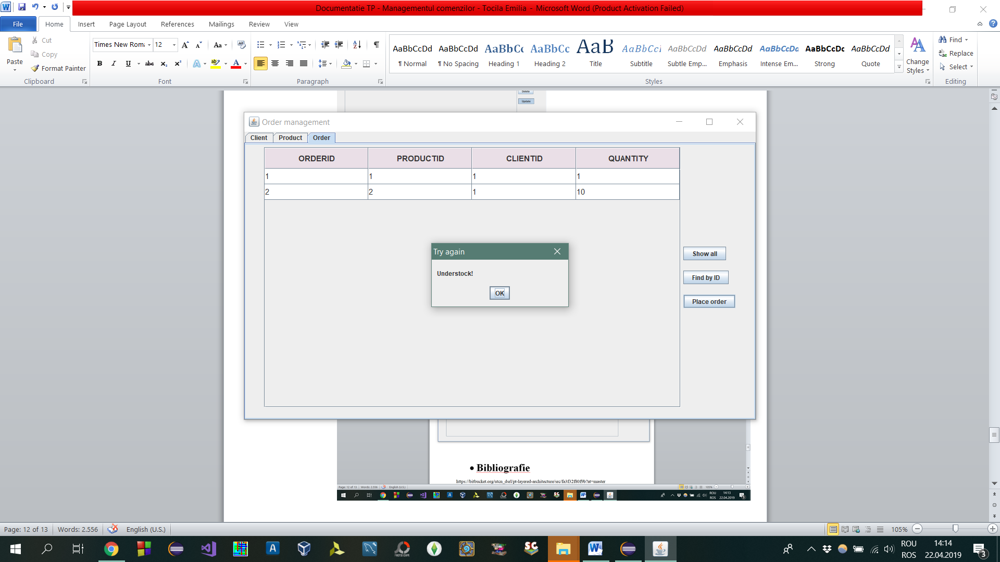 Documentatie TP - Managementul comenzilor - Tocila Emilia - Microsoft Word (Product Activation Failed)
File Home Insert Page Layout References Mailings Review View
Paste
Cut
Copy
Format Painter
Clipboard
Times New Roma 12
Font
Paragraph
AaBbCcDd AaBbCcDd AaBbCc AaBbCc AaB AaBbCcI AaBbCcDd AaBbCcDd AaBbCcDd AaBbCcDc AaBbCcDd
¶ Normal ¶ No Spacing Heading 1 Heading 2 Title Subtitle Subtle Emp... Emphasis Intense Em... Strong Quote
Change Styles
Styles
Find
Replace
Select
Editing
Delete
Update
Order management
Client Product Order
ORDERID PRODUCTID CLIENTID QUANTITY
1 1 1 1
2 2 1 10
Try again
Understock!
OK
Show all
Find by ID
Place order
• Bibliografie
https://bitbucket.org/utcn_dsrl/pt-layered-architecture/src/fa3f32f80f9b?at=master
Page: 12 of 13 Words: 2.556 English (U.S.) 105%
ROU 14:13
ROS 22.04.2019
Page: 12 of 13 Words: 2.556 English (U.S.) 105%
PHOTOSCAPE
ROU 14:14
ROS 22.04.2019 3